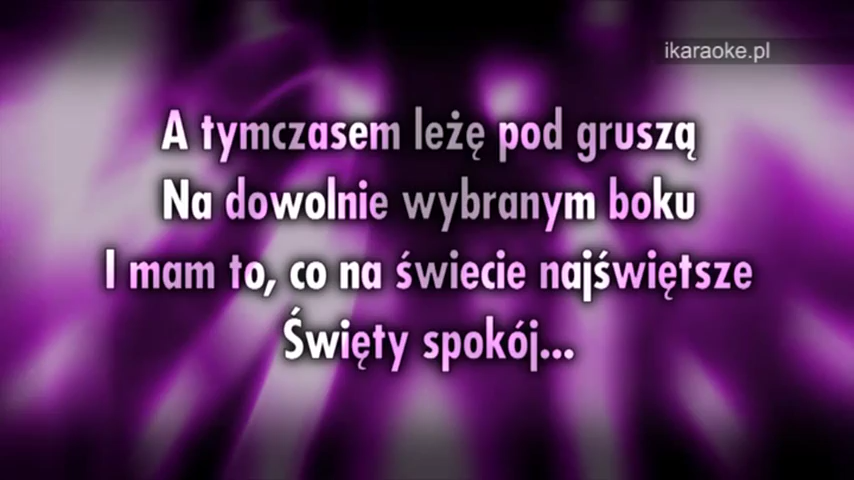 ikaraoke.pl
A tymczasem leżę pod gruszą
Na dowolnie wybranym boku
I mam to, co na świecie najświętsze
Święty spokój...